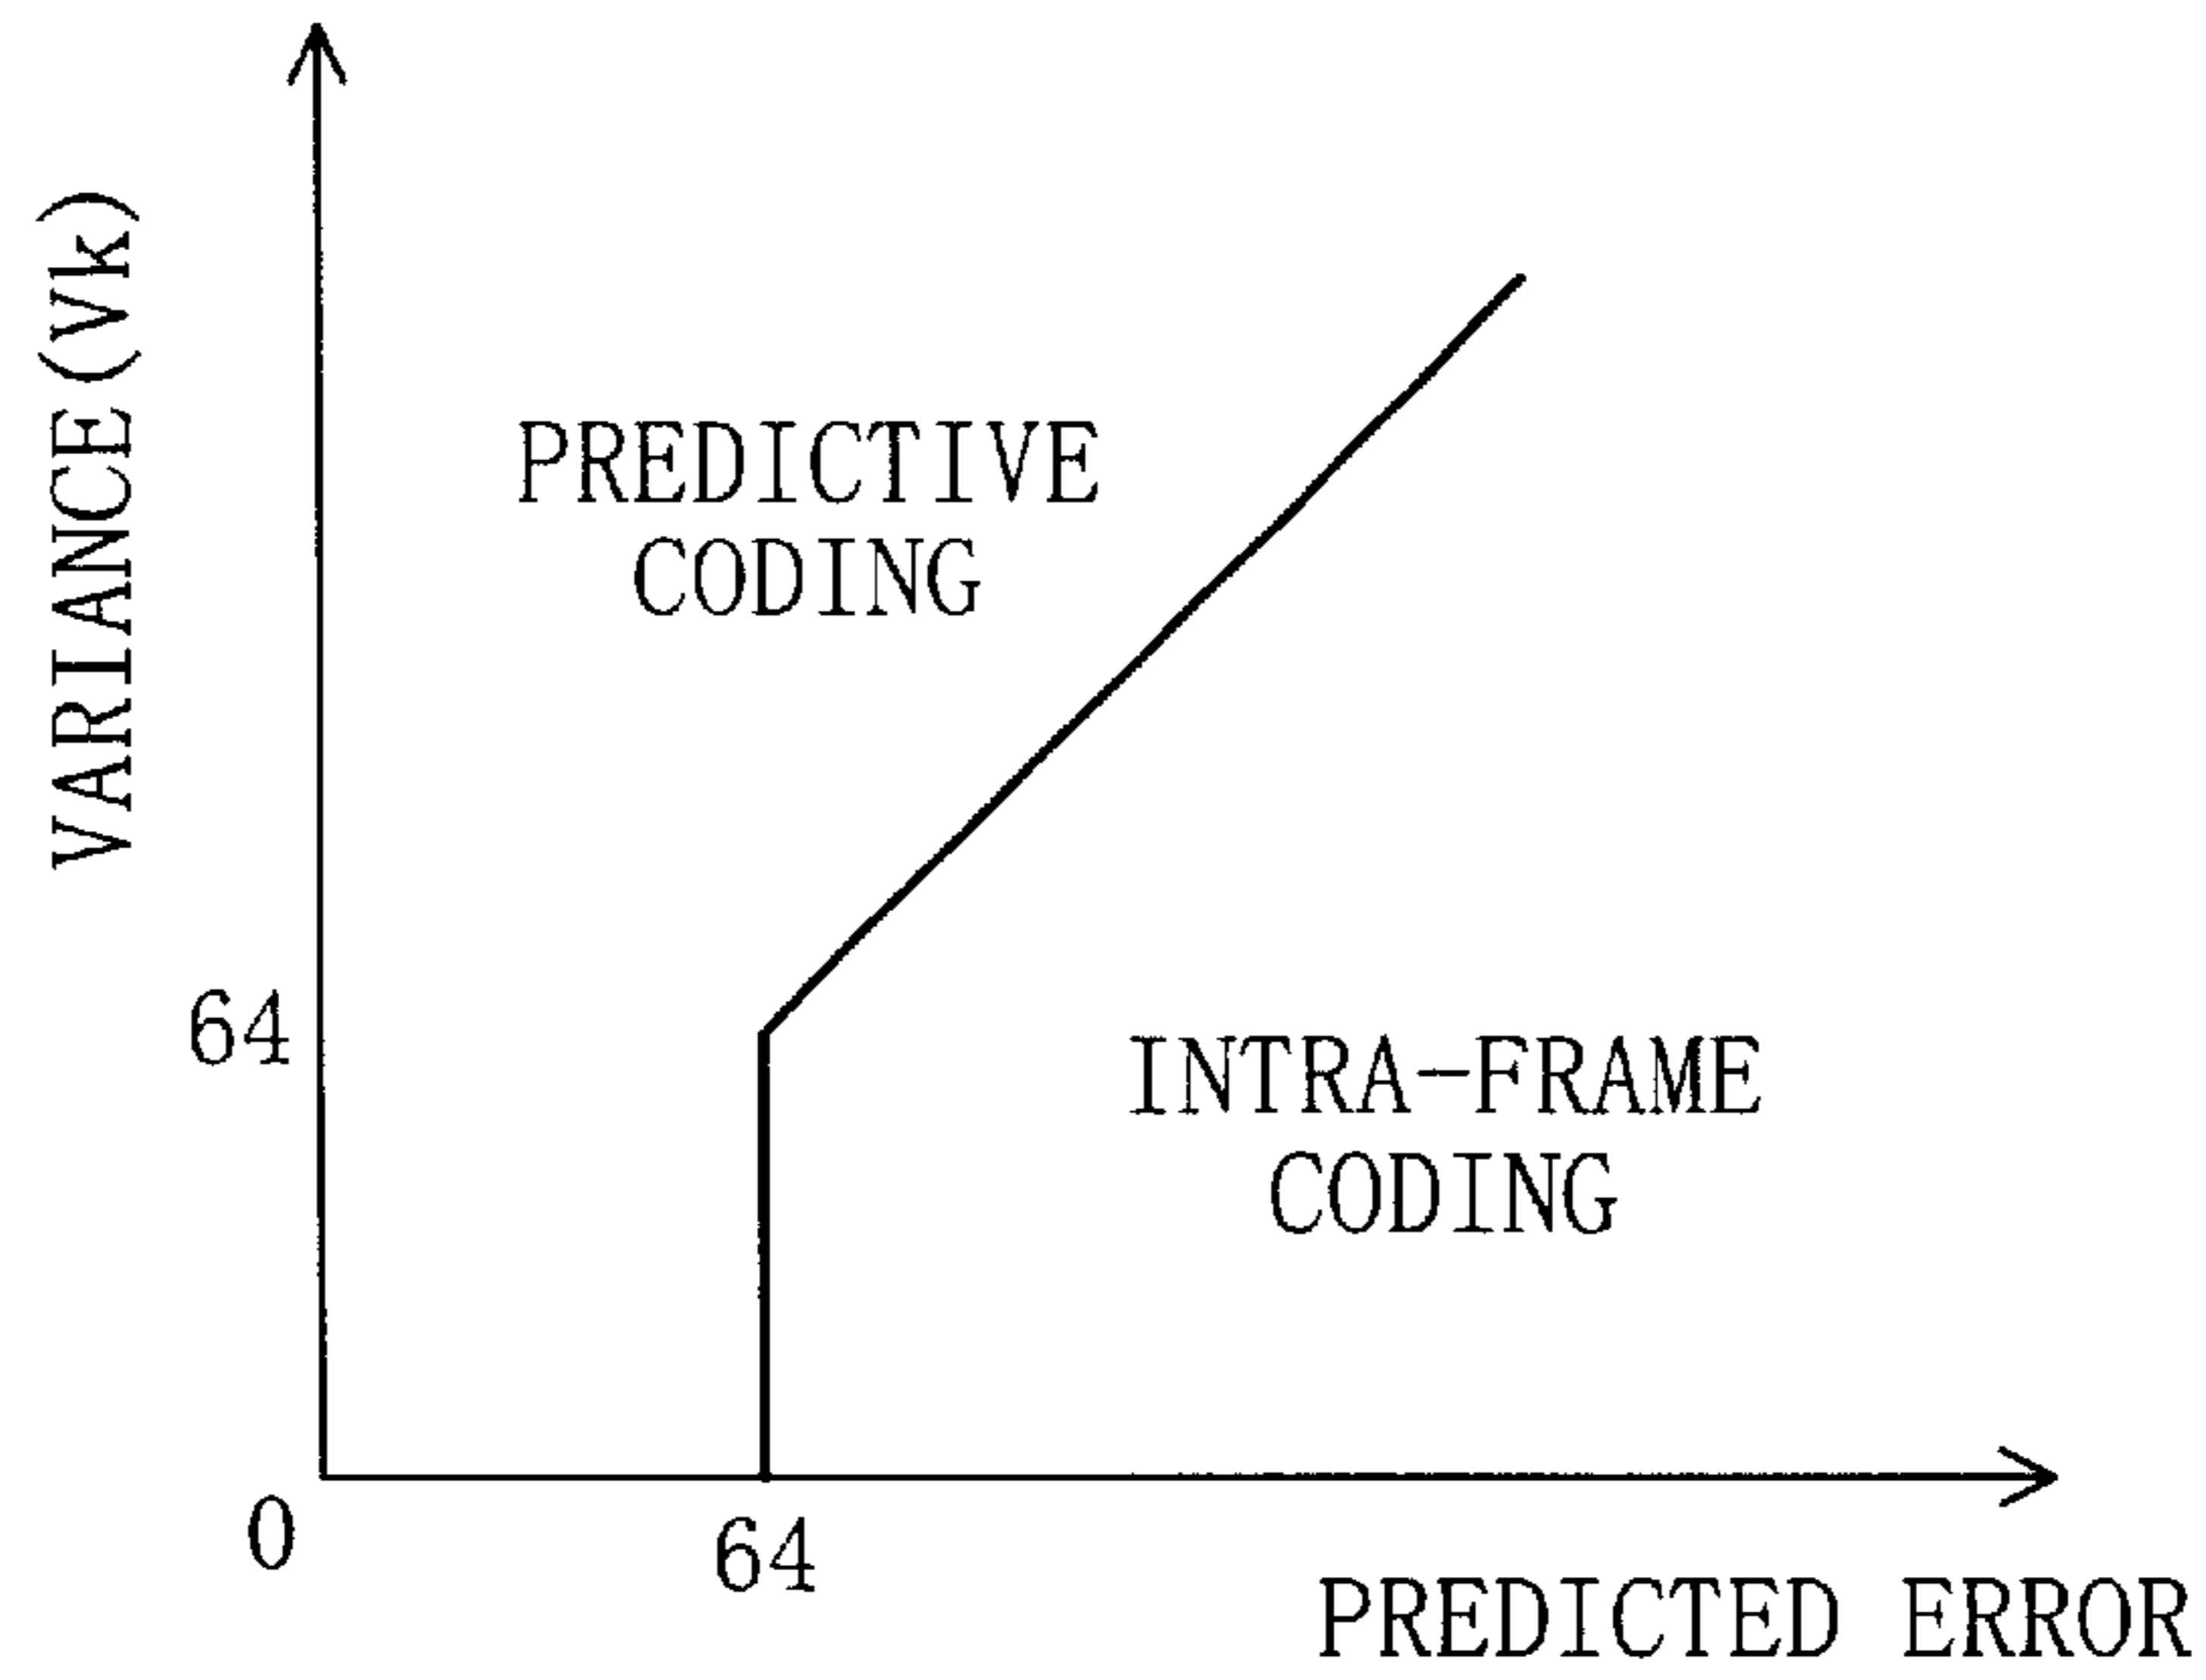 VARIANCE(Vk)
PREDICTIVE
CODING
64
INTRA-FRAME
CODING
0
64
PREDICTED ERROR